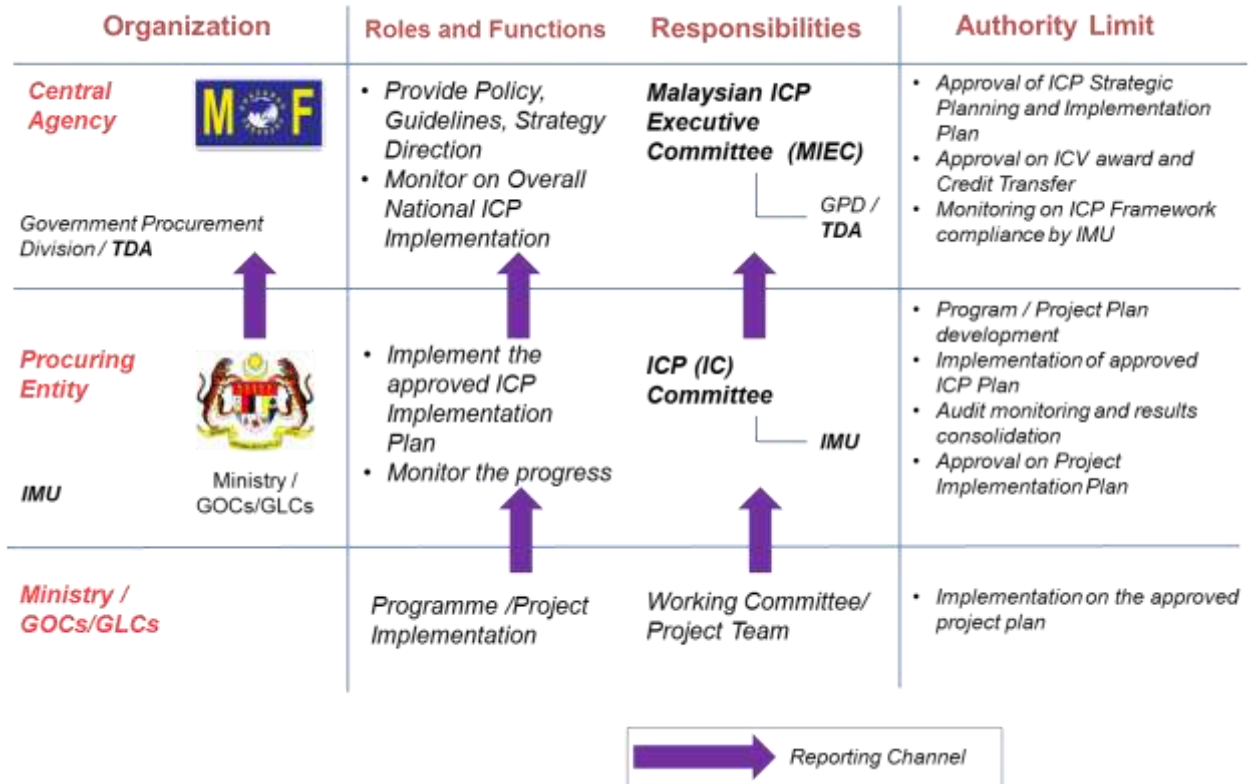 Organization
Roles and Functions
Responsibilities
Authority Limit
Central
Agency
MOF
Government Procurement
Division / TDA
• Provide Policy,
Guidelines, Strategy
Direction
• Monitor on Overall
National ICP
Implementation
Malaysian ICP
Executive
Committee (MIEC)
GPD /
TDA
• Approval of ICP Strategic
Planning and Implementation
Plan
• Approval on ICV award and
Credit Transfer
• Monitoring on ICP Framework
compliance by IMU
Procuring
Entity
IMU
Ministry /
GOCs/GLCs
• Implement the
approved ICP
Implementation
Plan
• Monitor the progress
ICP (IC)
Committee
IMU
• Program / Project Plan
development
• Implementation of approved
ICP Plan
• Audit monitoring and results
consolidation
• Approval on Project
Implementation Plan
Ministry /
GOCs/GLCs
Programme /Project
Implementation
Working Committee/
Project Team
• Implementation on the approved
project plan
Reporting Channel